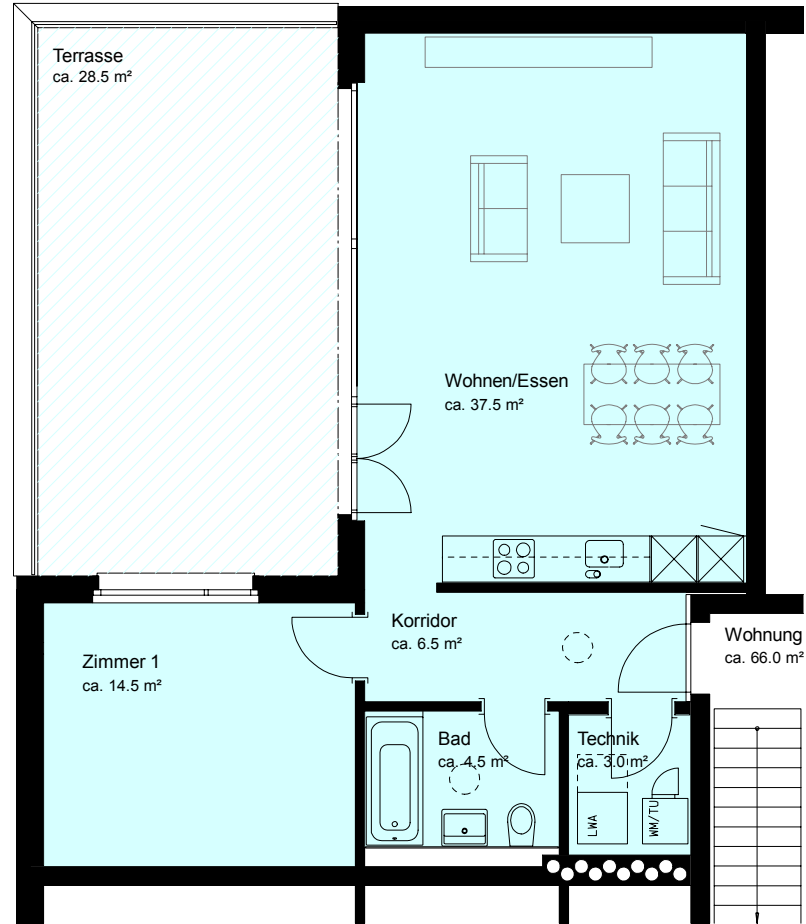 Terrasse
ca. 28.5 m²
Wohnen/Essen
ca. 37.5 m²
Korridor
ca. 6.5 m²
Wohnung
ca. 66.0 m²
Zimmer 1
ca. 14.5 m²
Bad
ca. 4.5 m²
Technik
ca. 3.0 m²
LWA
WM/TU